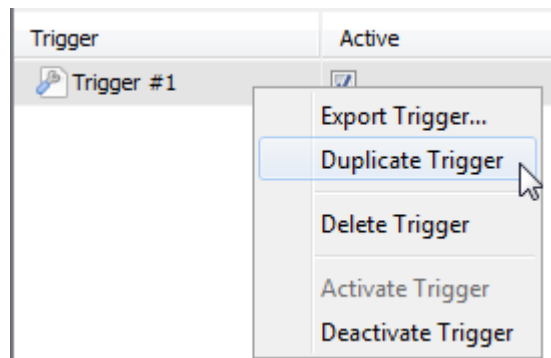 Trigger Active
Trigger #1
Export Trigger...
Duplicate Trigger
Delete Trigger
Activate Trigger
Deactivate Trigger